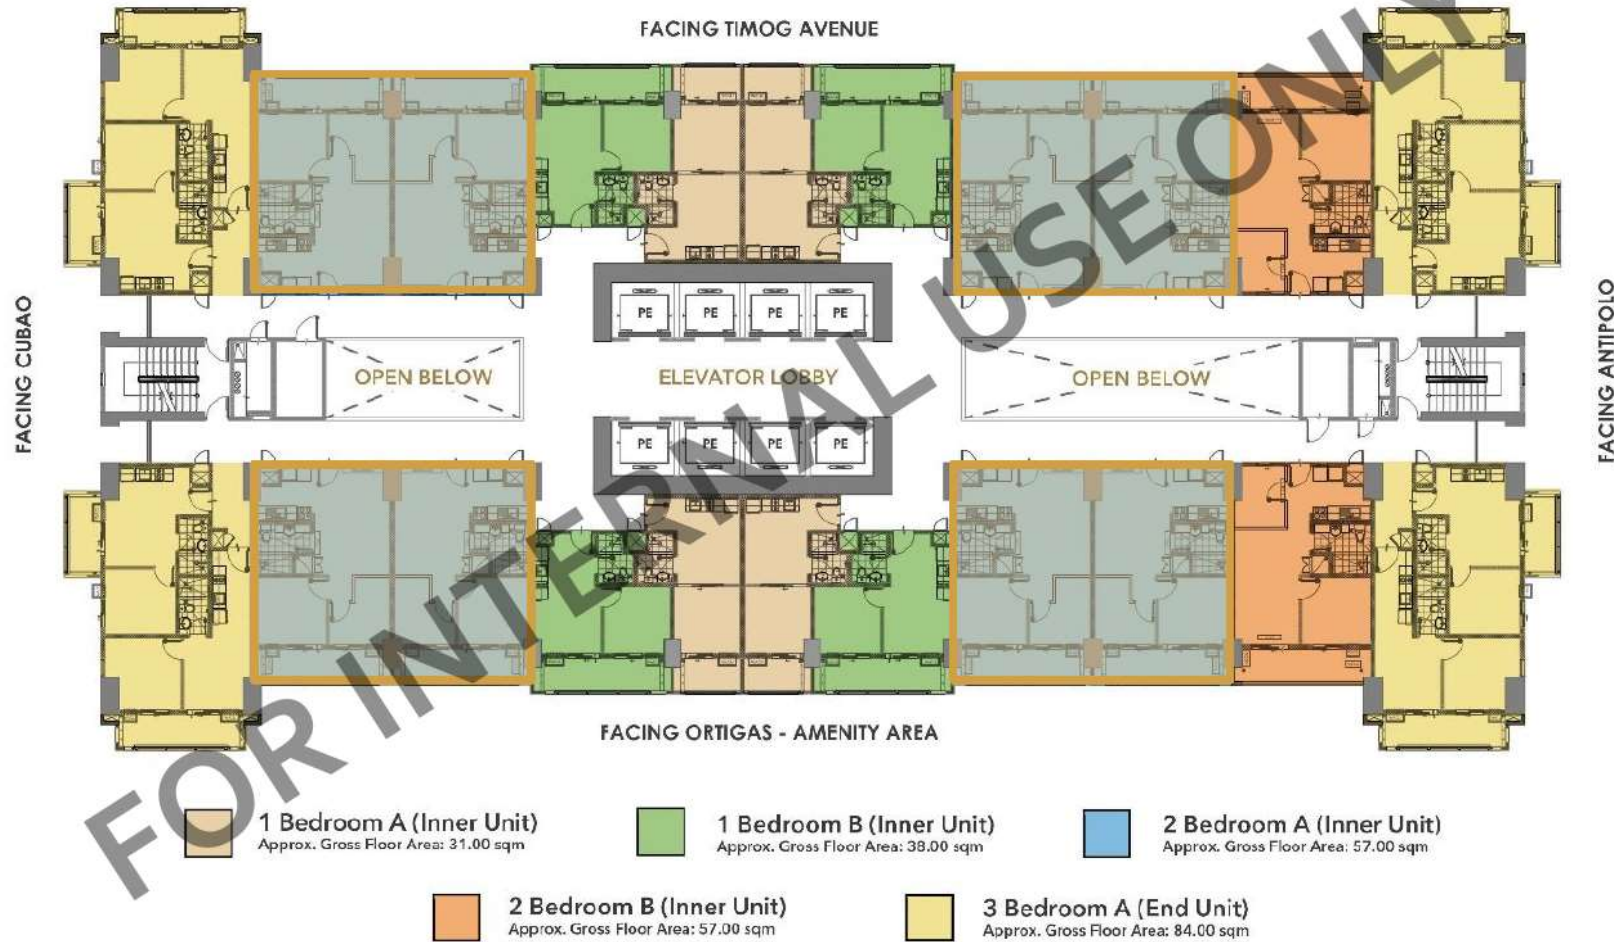 FACING TIMOG AVENUE
FACING CUBAO
PE PE PE PE
OPEN BELOW
ELEVATOR LOBBY
OPEN BELOW
PE PE PE PE
FACING ANTIPOLO
FACING ORTIGAS - AMENITY AREA
FOR INTERNAL USE ONLY
1 Bedroom A (Inner Unit)
Approx. Gross Floor Area: 31.00 sqm
1 Bedroom B (Inner Unit)
Approx. Gross Floor Area: 38.00 sqm
2 Bedroom A (Inner Unit)
Approx. Gross Floor Area: 57.00 sqm
2 Bedroom B (Inner Unit)
Approx. Gross Floor Area: 57.00 sqm
3 Bedroom A (End Unit)
Approx. Gross Floor Area: 84.00 sqm